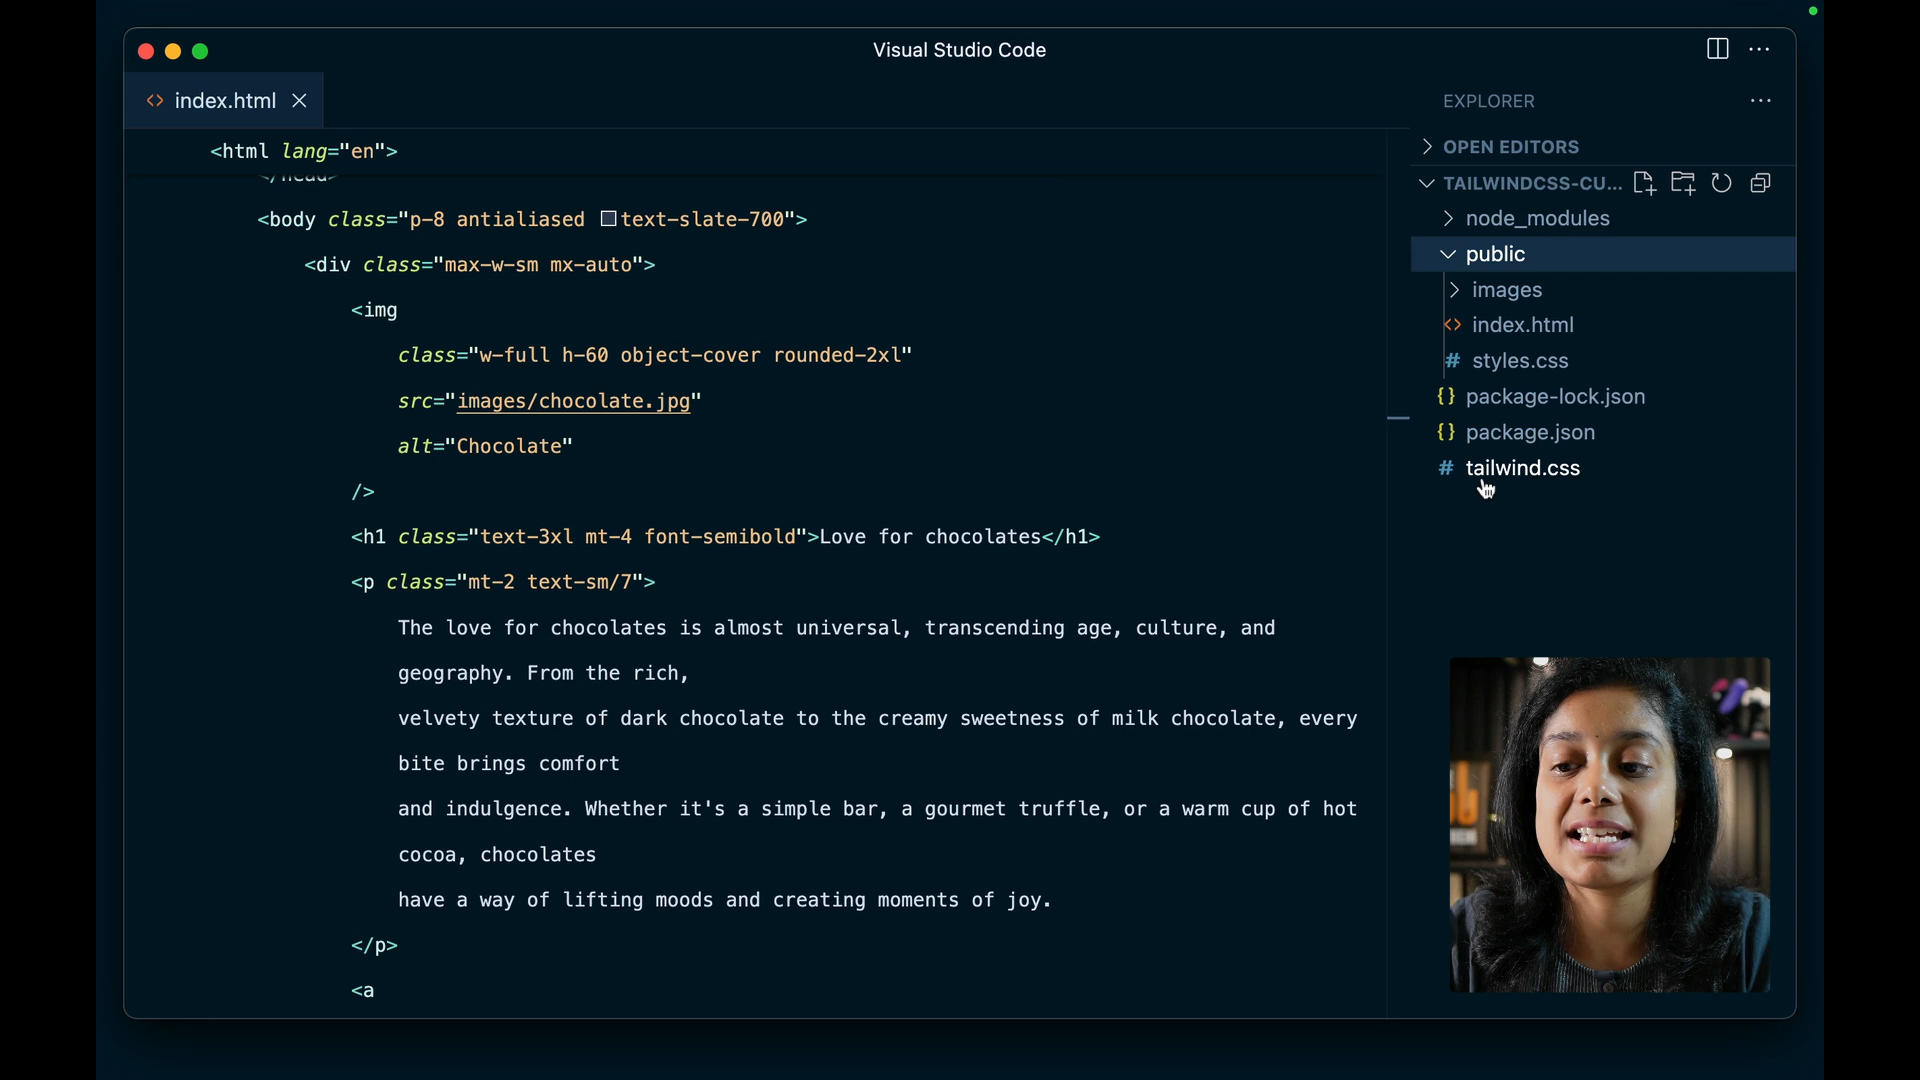 Visual Studio Code
index.html
<html lang="en">
<body class="p-8 antialiased text-slate-700">
<div class="max-w-sm mx-auto">
<img
class="w-full h-60 object-cover rounded-2xl"
src="images/chocolate.jpg"
alt="Chocolate"
/>
<h1 class="text-3xl mt-4 font-semibold">Love for chocolates</h1>
<p class="mt-2 text-sm/7">
The love for chocolates is almost universal, transcending age, culture, and
geography. From the rich,
velvety texture of dark chocolate to the creamy sweetness of milk chocolate, every
bite brings comfort
and indulgence. Whether it's a simple bar, a gourmet truffle, or a warm cup of hot
cocoa, chocolates
have a way of lifting moods and creating moments of joy.
</p>
<a
EXPLORER
OPEN EDITORS
TAILWINDCSS-CU...
node_modules
public
images
<> index.html
# styles.css
{} package-lock.json
{} package.json
# tailwind.css